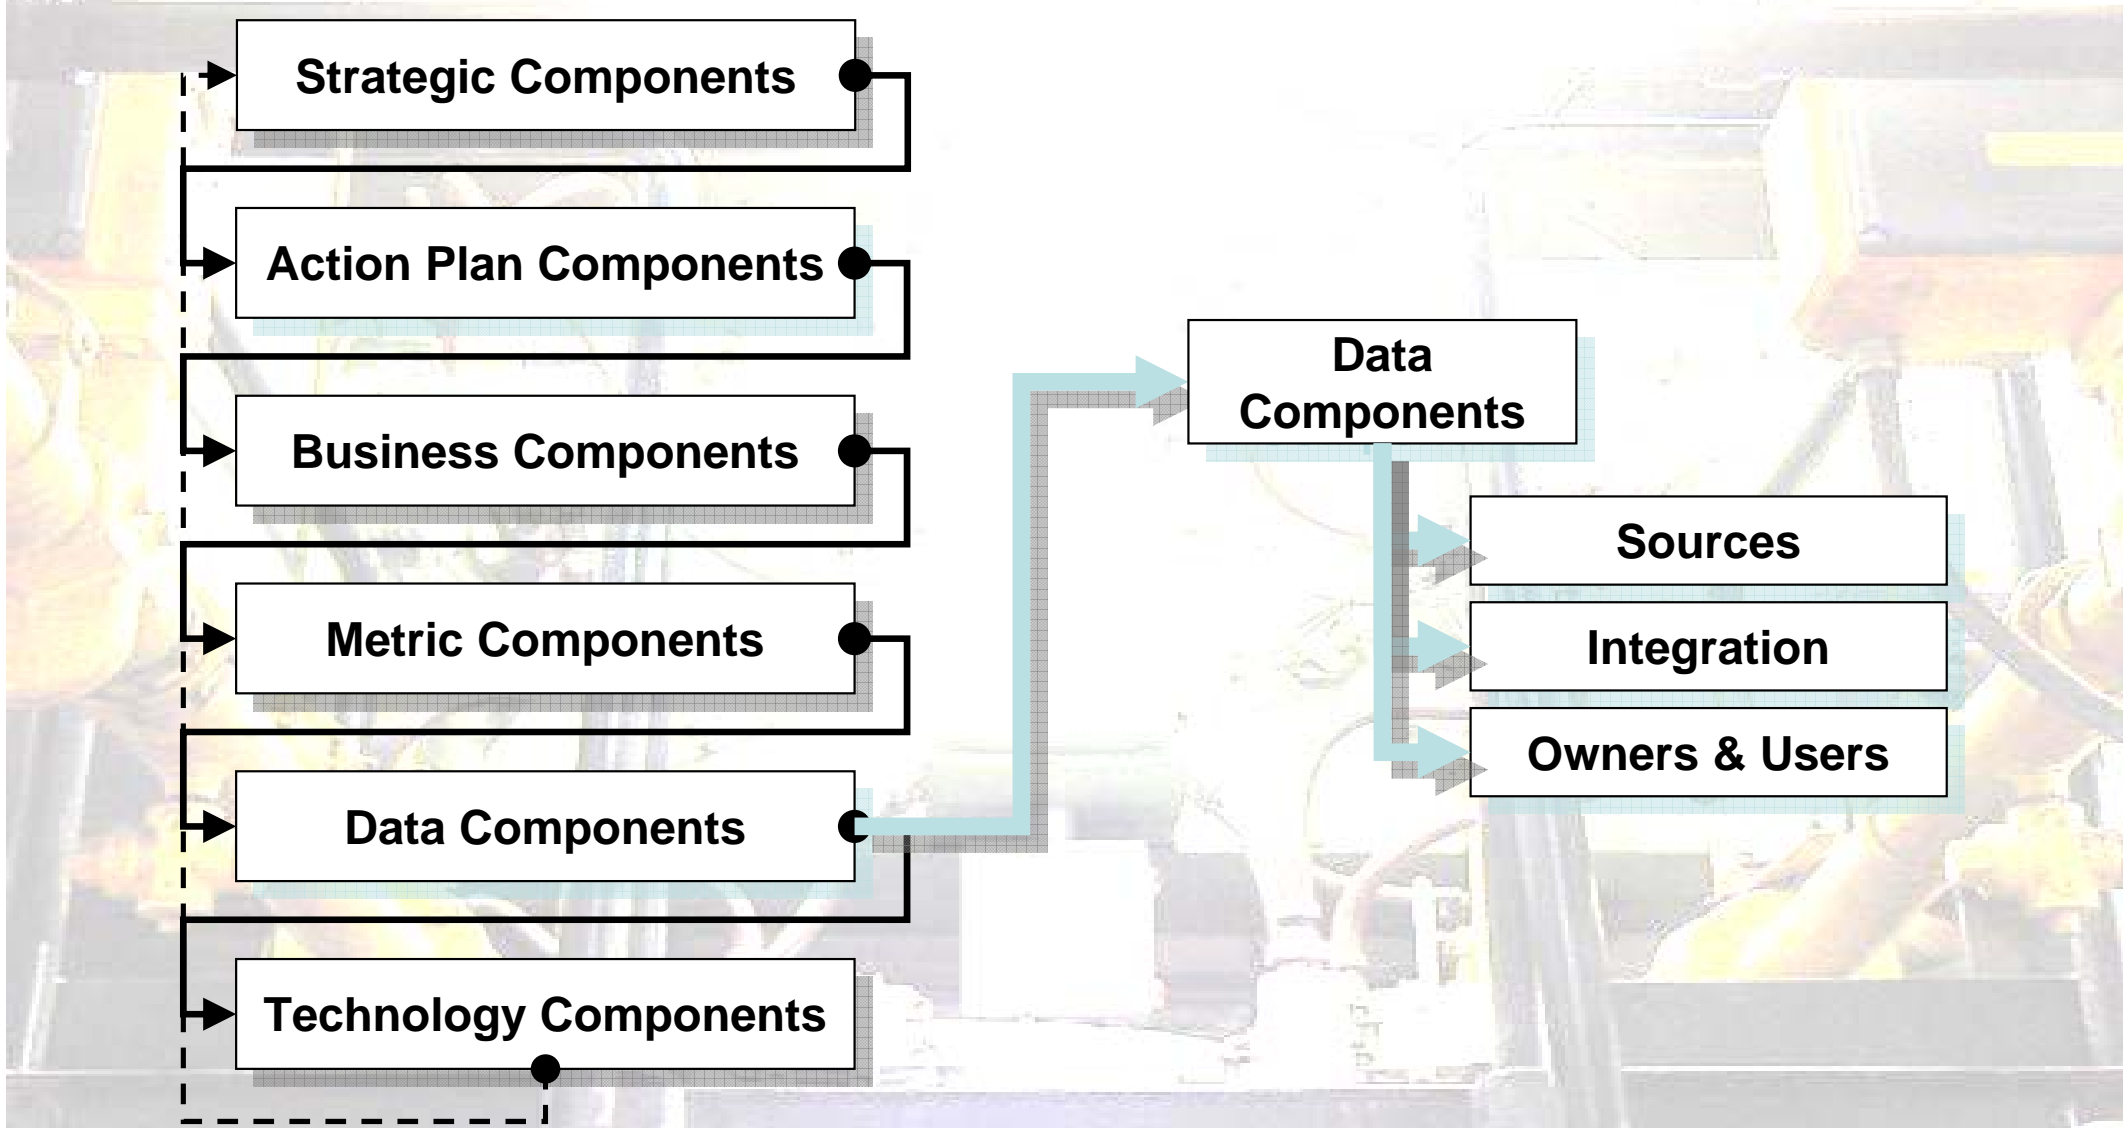 Strategic Components
Action Plan Components
Business Components
Metric Components
Data Components
Technology Components
Data
Components
Sources
Integration
Owners & Users